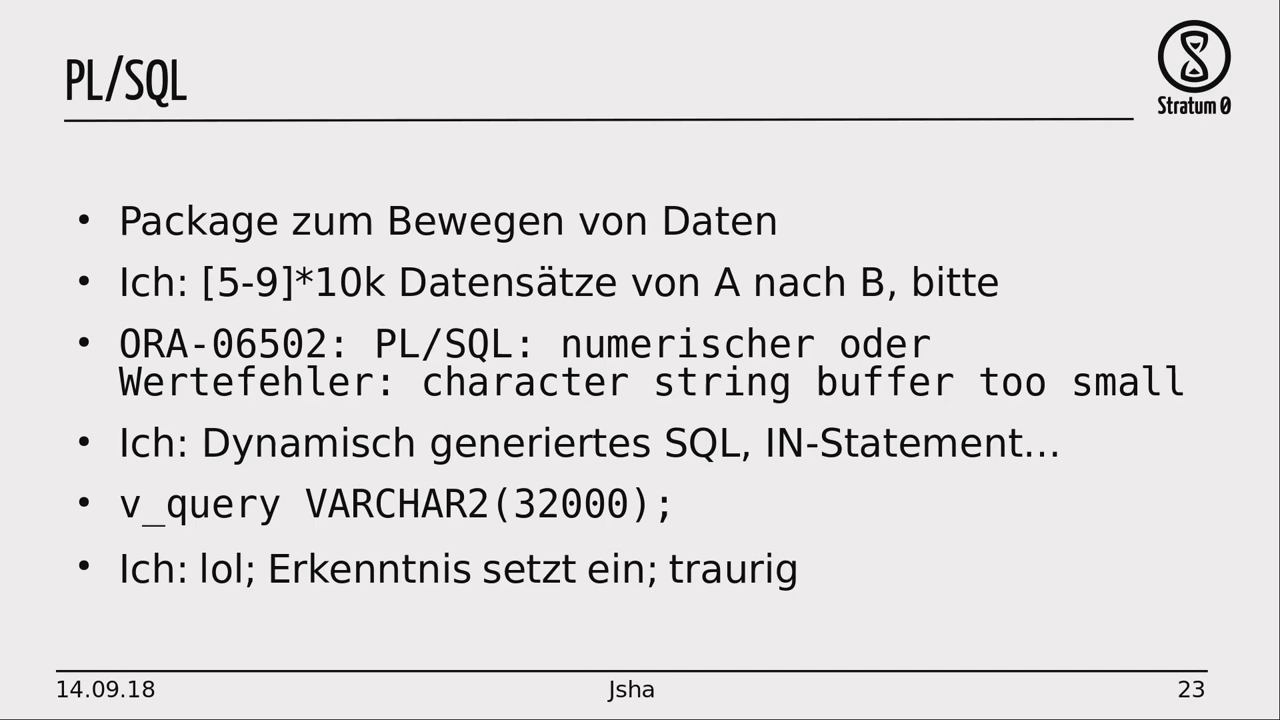 PL/SQL
Stratum 0
• Package zum Bewegen von Daten
• Ich: [5-9]*10k Datensätze von A nach B, bitte
• ORA-06502: PL/SQL: numerischer oder
Wertefehler: character string buffer too small
• Ich: Dynamisch generiertes SQL, IN-Statement…
• v_query VARCHAR2(32000);
• Ich: lol; Erkenntnis setzt ein; traurig
14.09.18
Jsha
23